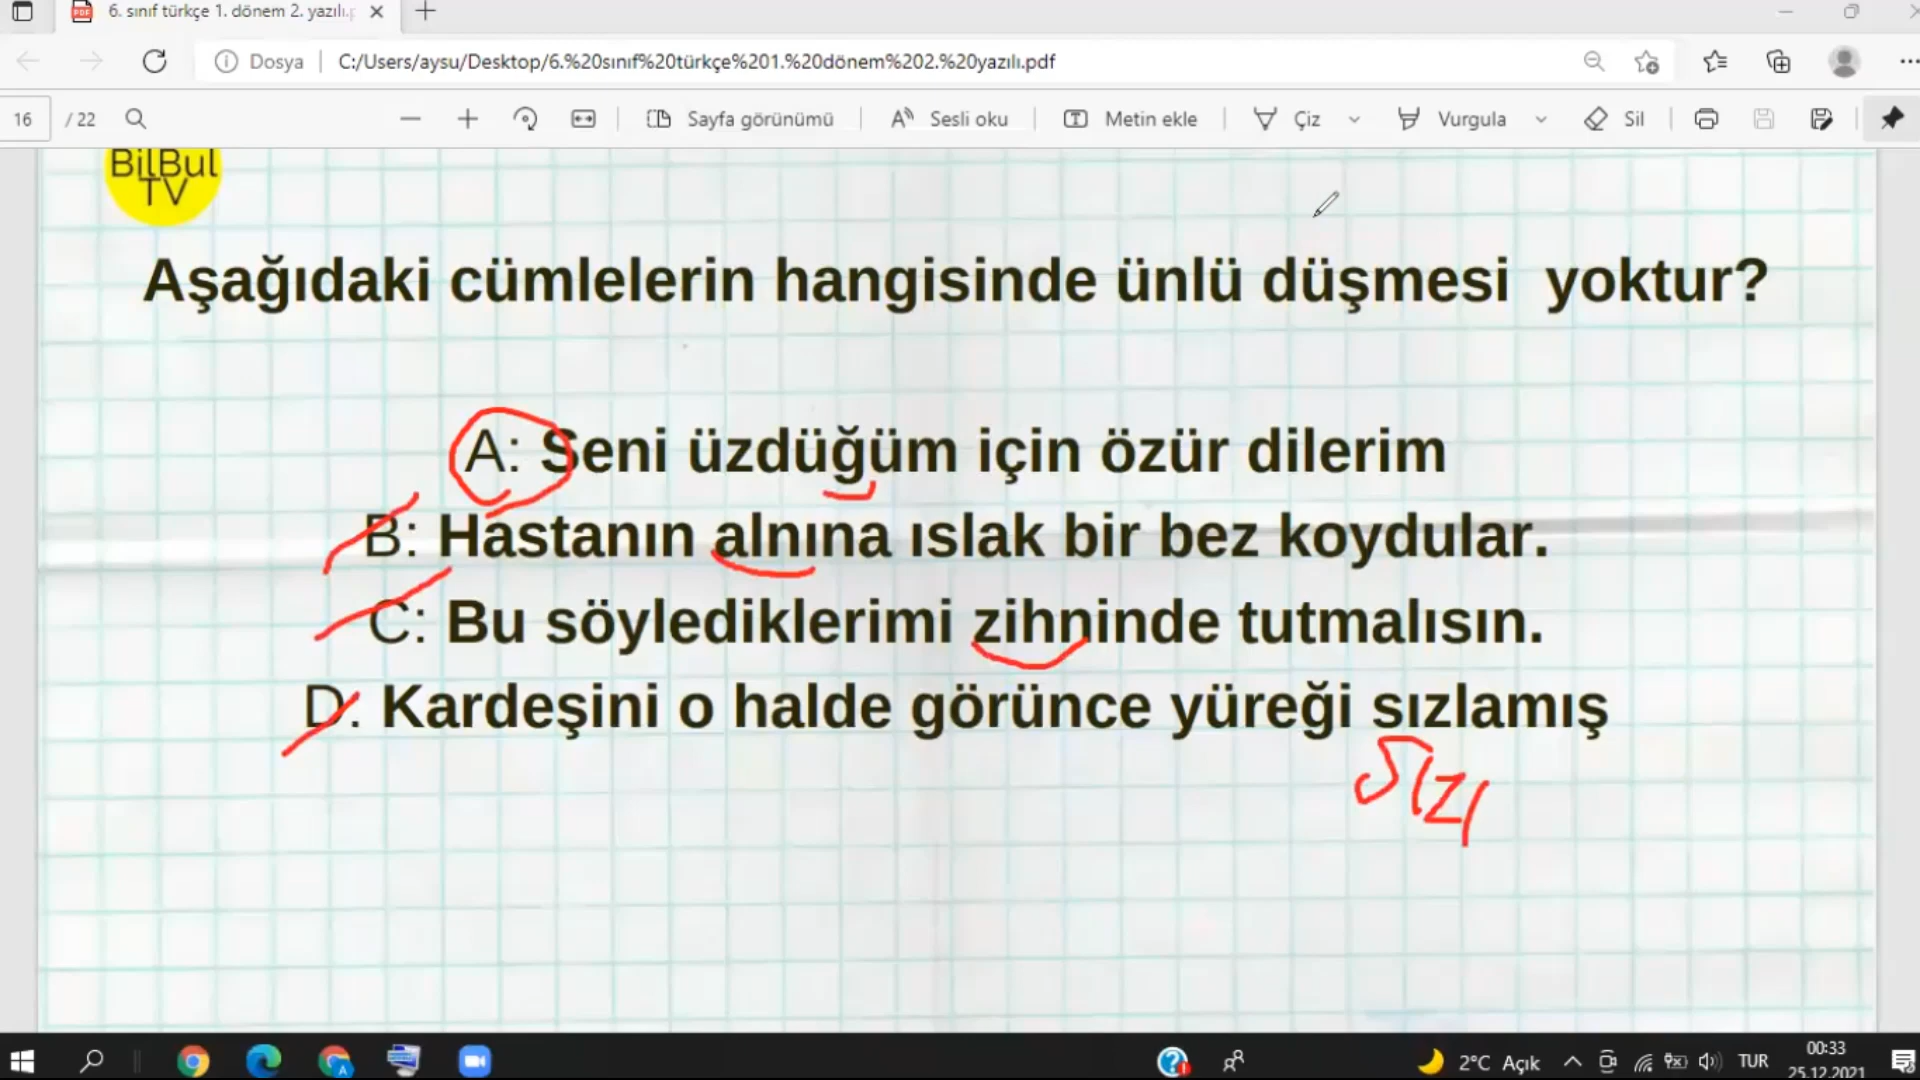 6. sınıf türkçe 1. dönem 2. yazılı.p
Dosya C:/Users/aysu/Desktop/6.%20sınıf%20türkçe%201.%20dönem%202.%20yazılı.pdf
16 / 22 Sayfa görünümü Sesli oku Metin ekle Çiz Vurgula Sil
BilBul
TV
Aşağıdaki cümlelerin hangisinde ünlü düşmesi yoktur?
A: Seni üzdüğüm için özür dilerim
B: Hastanın alnına ıslak bir bez koydular.
C: Bu söylediklerimi zihninde tutmalısın.
D. Kardeşini o halde görünce yüreği sızlamış
sızı
2°C Açık TUR 00:33
25.12.2021